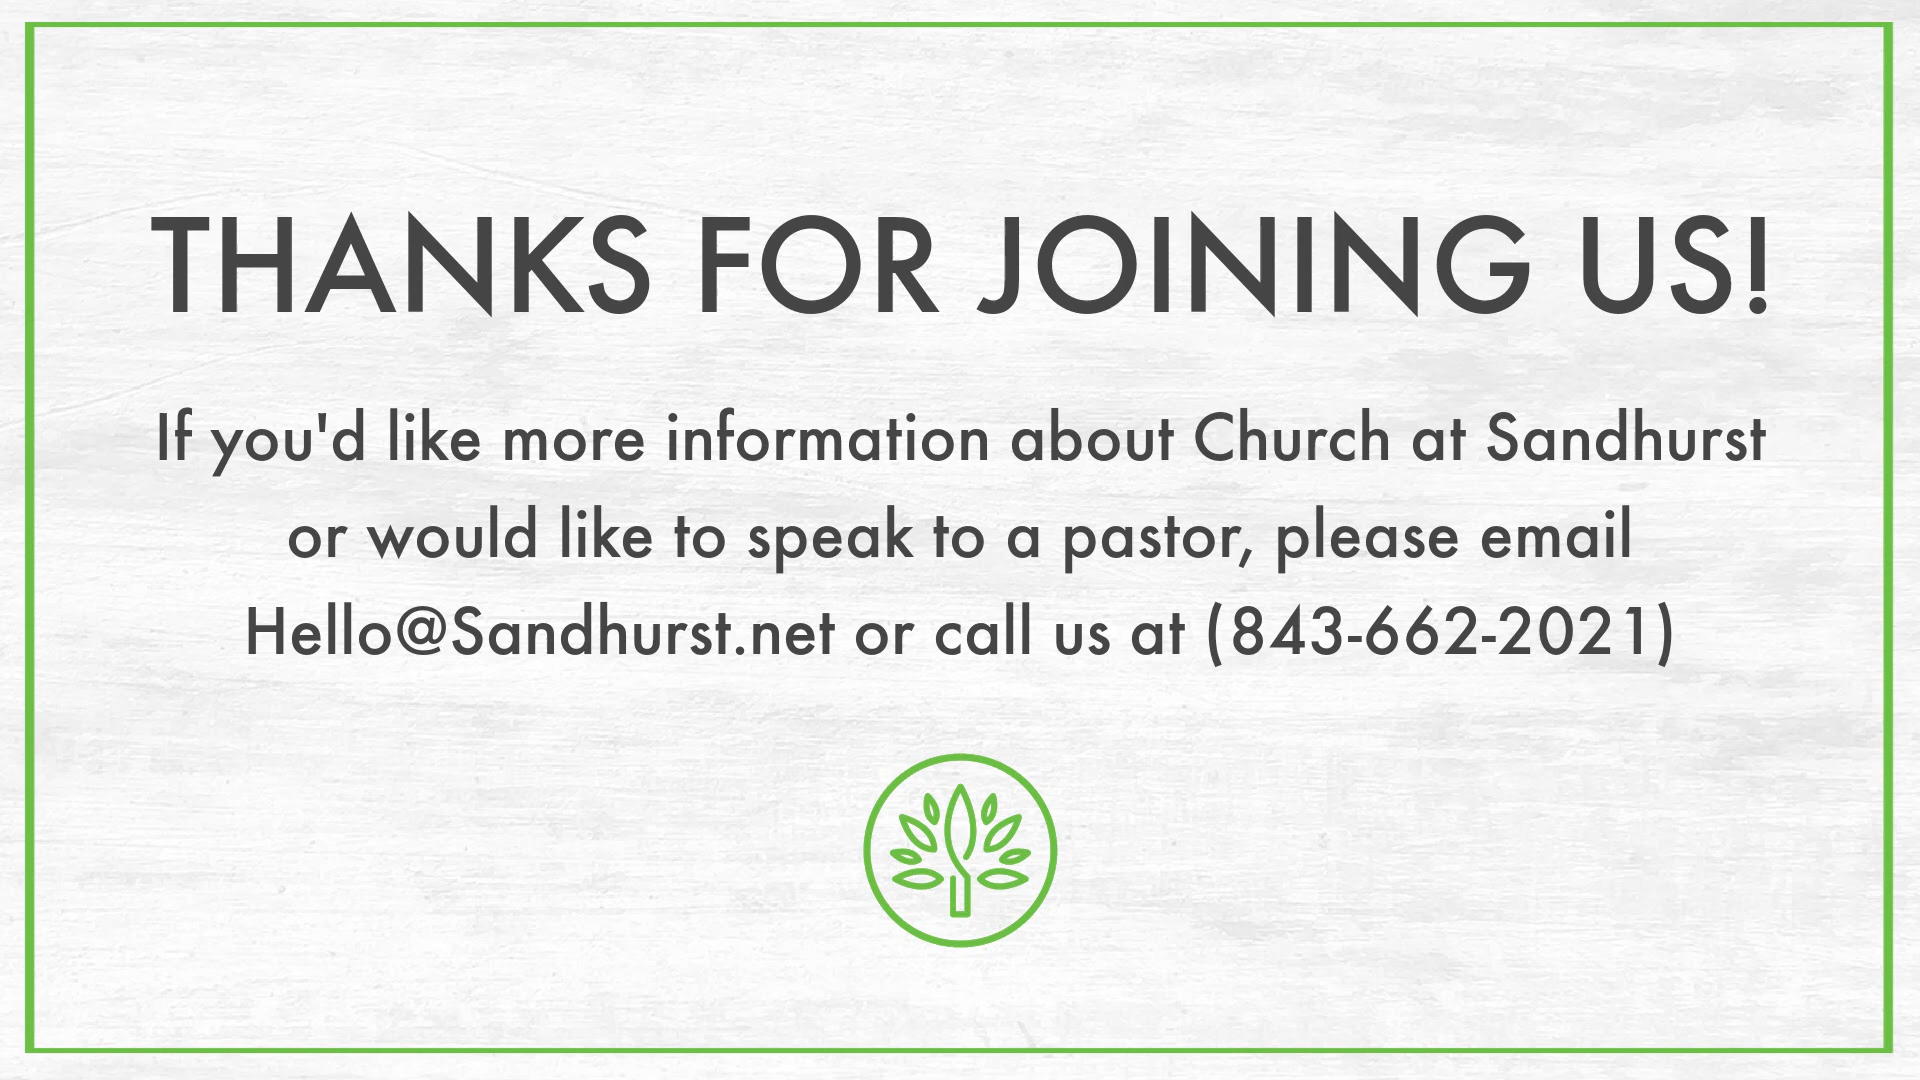 THANKS FOR JOINING US!
If you'd like more information about Church at Sandhurst
or would like to speak to a pastor, please email
Hello@Sandhurst.net or call us at (843-662-2021)